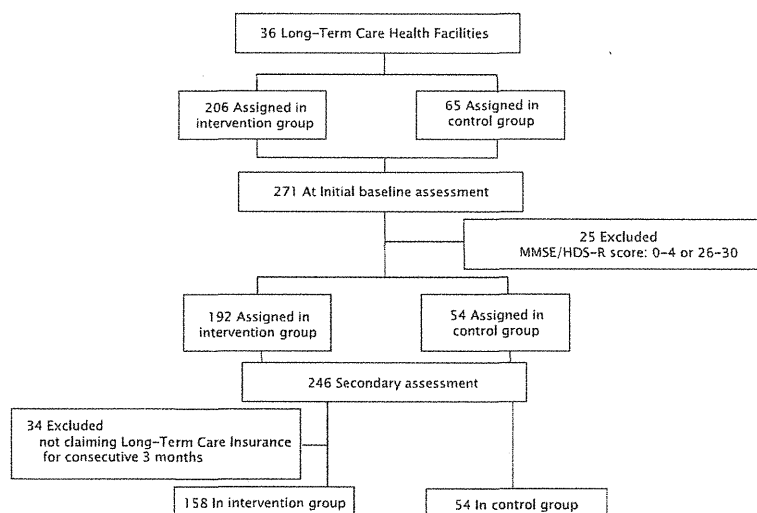 36 Long-Term Care Health Facilities
206 Assigned in
intervention group
65 Assigned in
control group
271 At Initial baseline assessment
25 Excluded
MMSE/HDS-R score: 0-4 or 26-30
192 Assigned in
intervention group
54 Assigned in
control group
246 Secondary assessment
34 Excluded
not claiming Long-Term Care Insurance
for consecutive 3 months
158 In intervention group
54 In control group